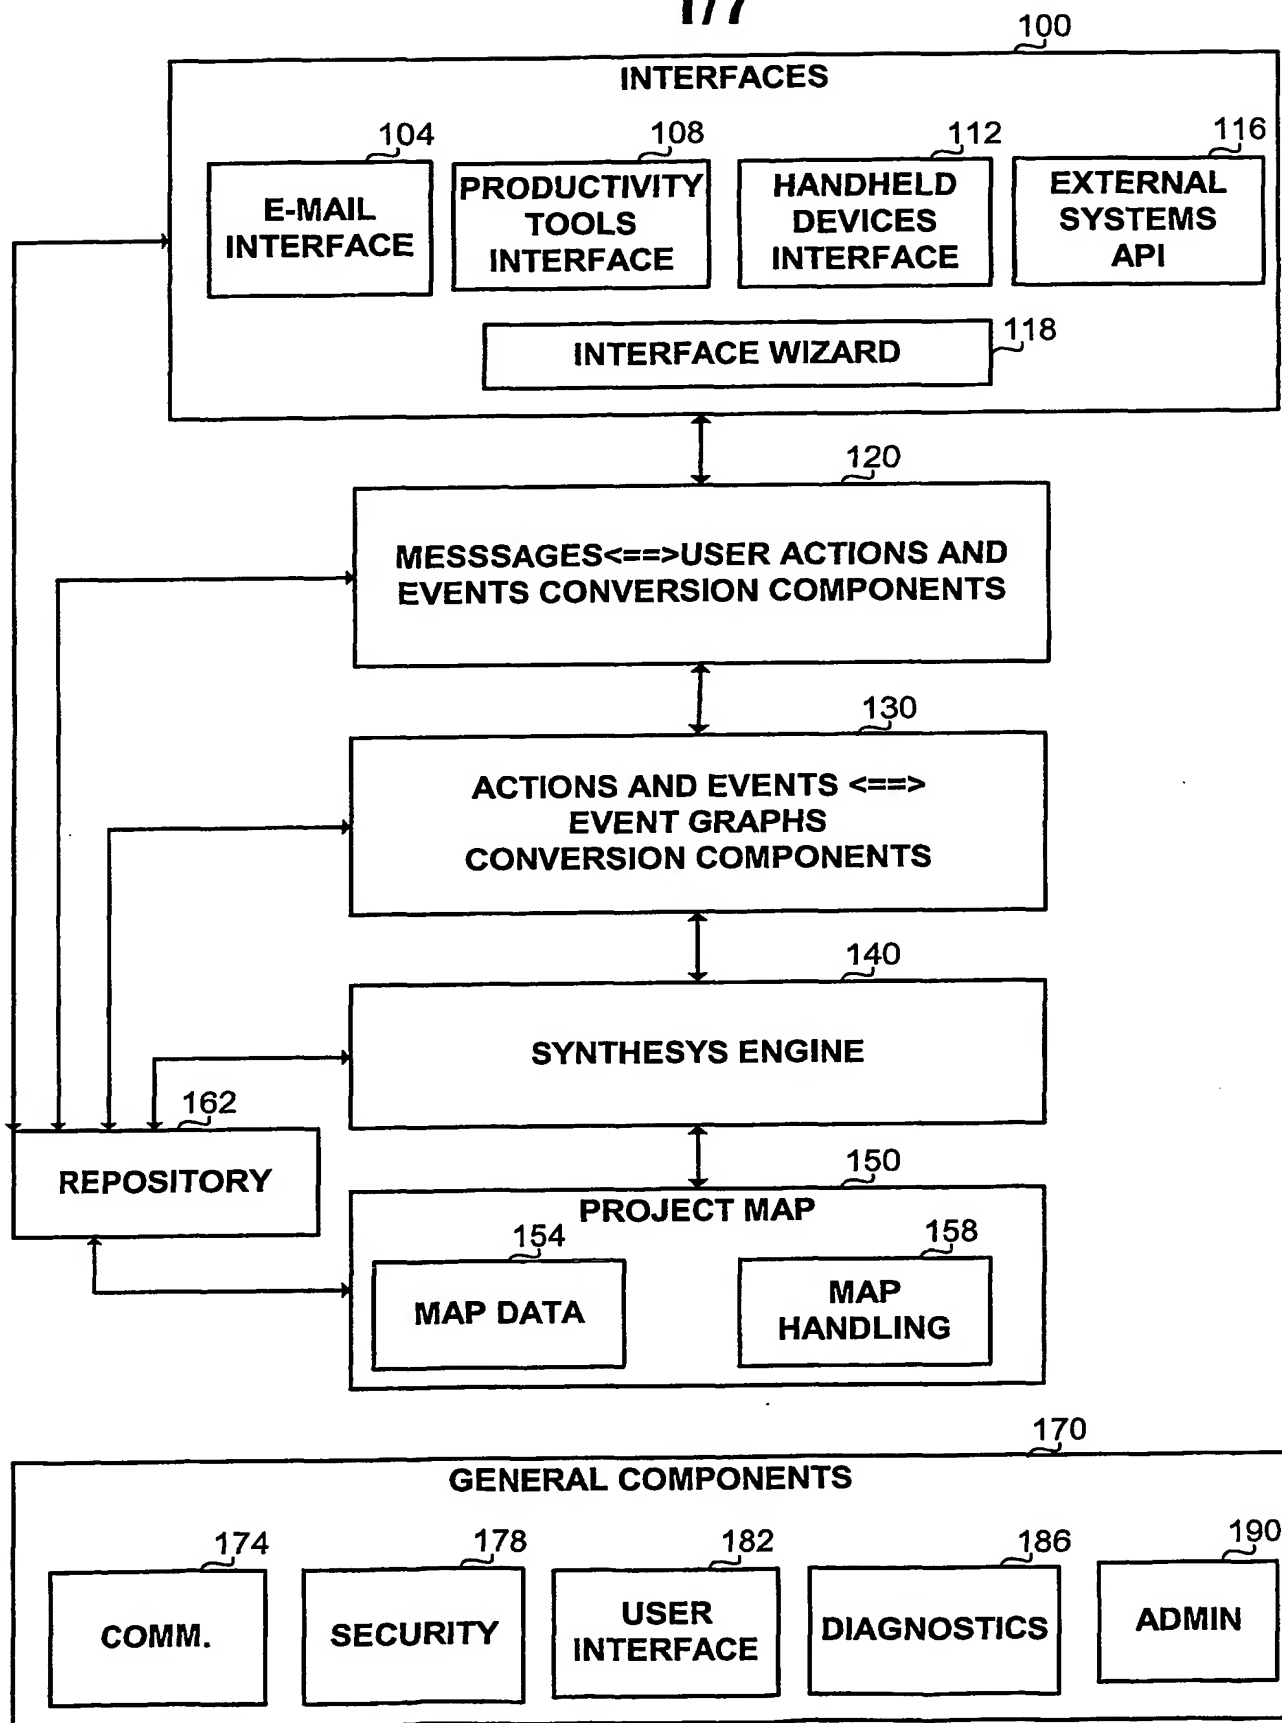 1/7
100
INTERFACES
104
108
112
116
E-MAIL
INTERFACE
PRODUCTIVITY
TOOLS
INTERFACE
HANDHELD
DEVICES
INTERFACE
EXTERNAL
SYSTEMS
API
INTERFACE WIZARD
118
120
MESSSAGES<==>USER ACTIONS AND
EVENTS CONVERSION COMPONENTS
130
ACTIONS AND EVENTS <==>
EVENT GRAPHS
CONVERSION COMPONENTS
140
SYNTHESYS ENGINE
162
REPOSITORY
150
PROJECT MAP
154
158
MAP DATA
MAP
HANDLING
170
GENERAL COMPONENTS
174
178
182
186
190
COMM.
SECURITY
USER
INTERFACE
DIAGNOSTICS
ADMIN